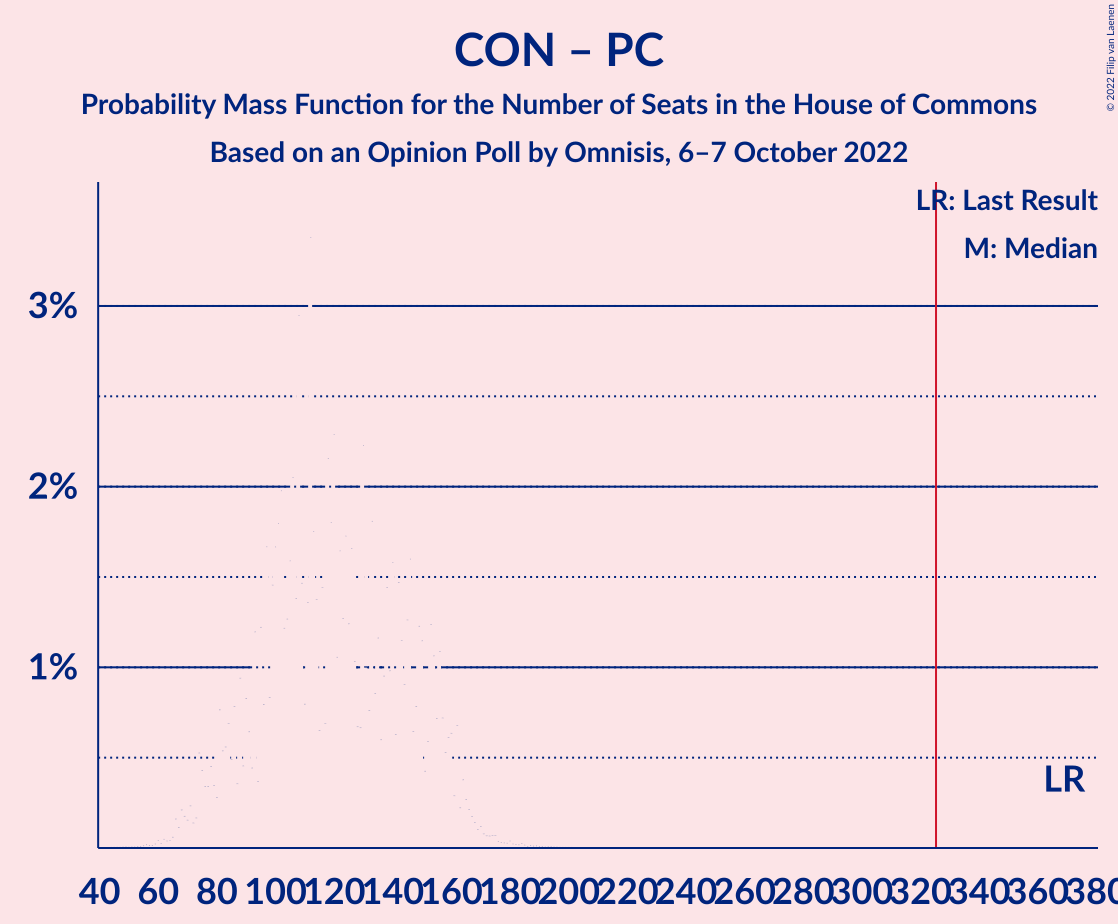 CON – PC
Probability Mass Function for the Number of Seats in the House of Commons
Based on an Opinion Poll by Omnisis, 6–7 October 2022
© 2022 Filip van Laenen
LR: Last Result
M: Median
3%
2%
1%
LR
40 60 80 100 120 140 160 180 200 220 240 260 280 300 320 340 360 380